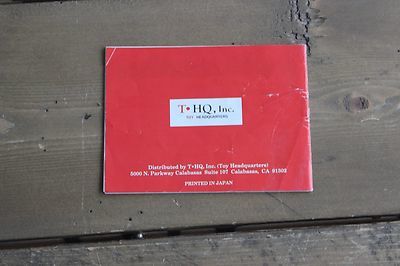 T•HQ, Inc.
TOY HEADQUARTERS
Distributed by T•HQ, Inc. (Toy Headquarters)
5000 N. Parkway Calabasas Suite 107 Calabasas, CA 91302
PRINTED IN JAPAN